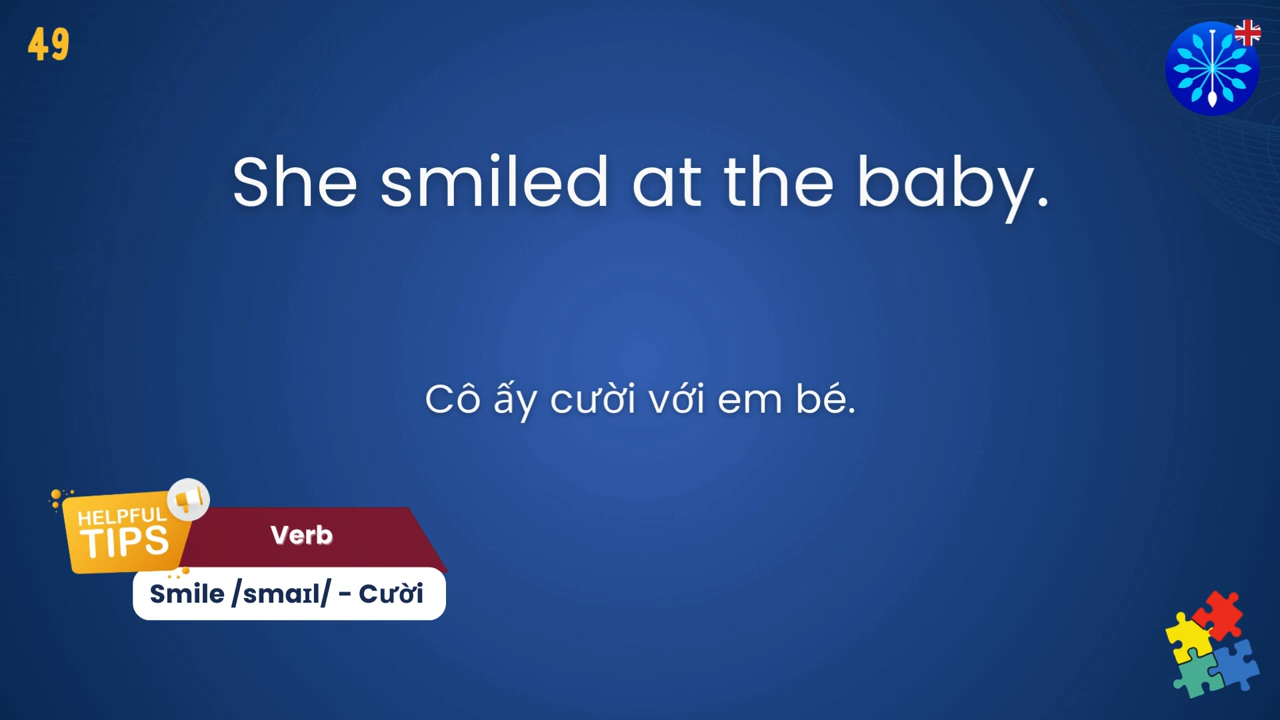 49
She smiled at the baby.
Cô ấy cười với em bé.
HELPFUL
TIPS
Verb
Smile /smaɪl/ - Cười